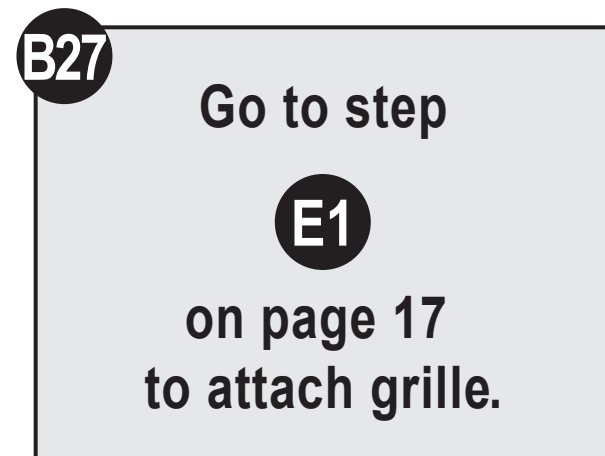 B27
Go to step
E1
on page 17
to attach grille.